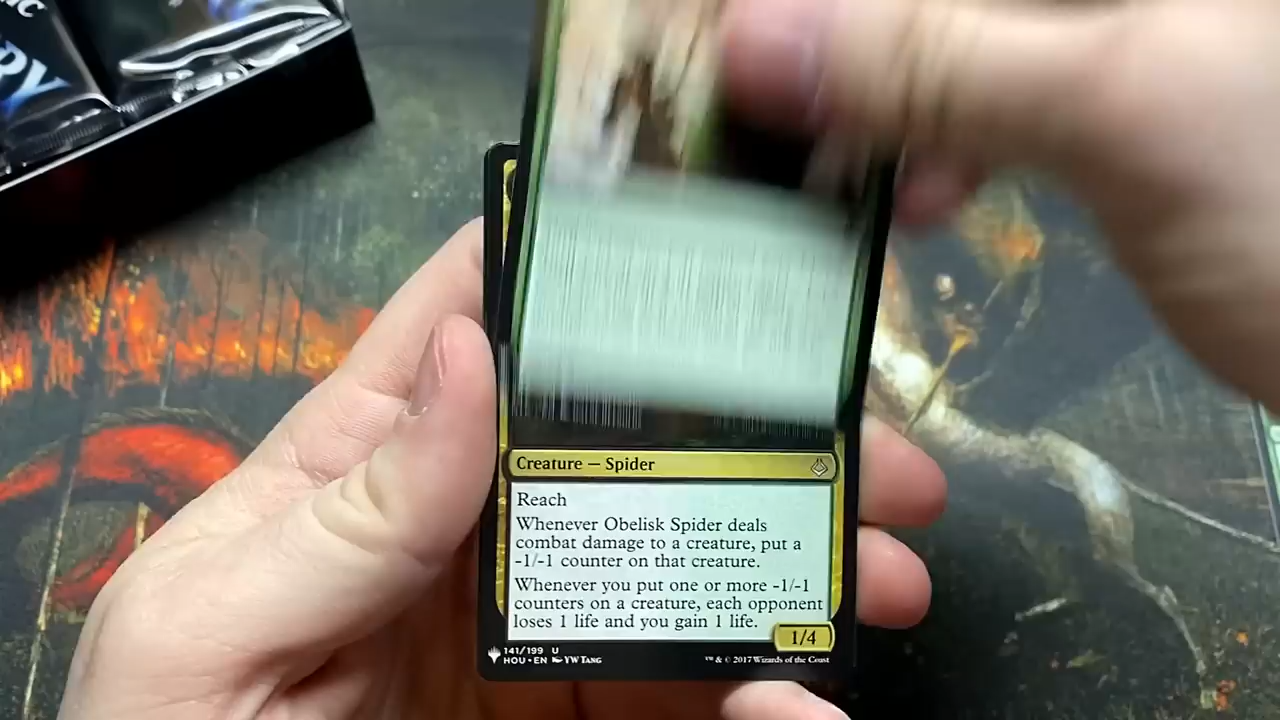 RY
Creature — Spider
Reach
Whenever Obelisk Spider deals
combat damage to a creature, put a
-1/-1 counter on that creature.
Whenever you put one or more -1/-1
counters on a creature, each opponent
loses 1 life and you gain 1 life.
1/4
141/199 U
HOU • EN YW Tang
™ & © 2017 Wizards of the Coast